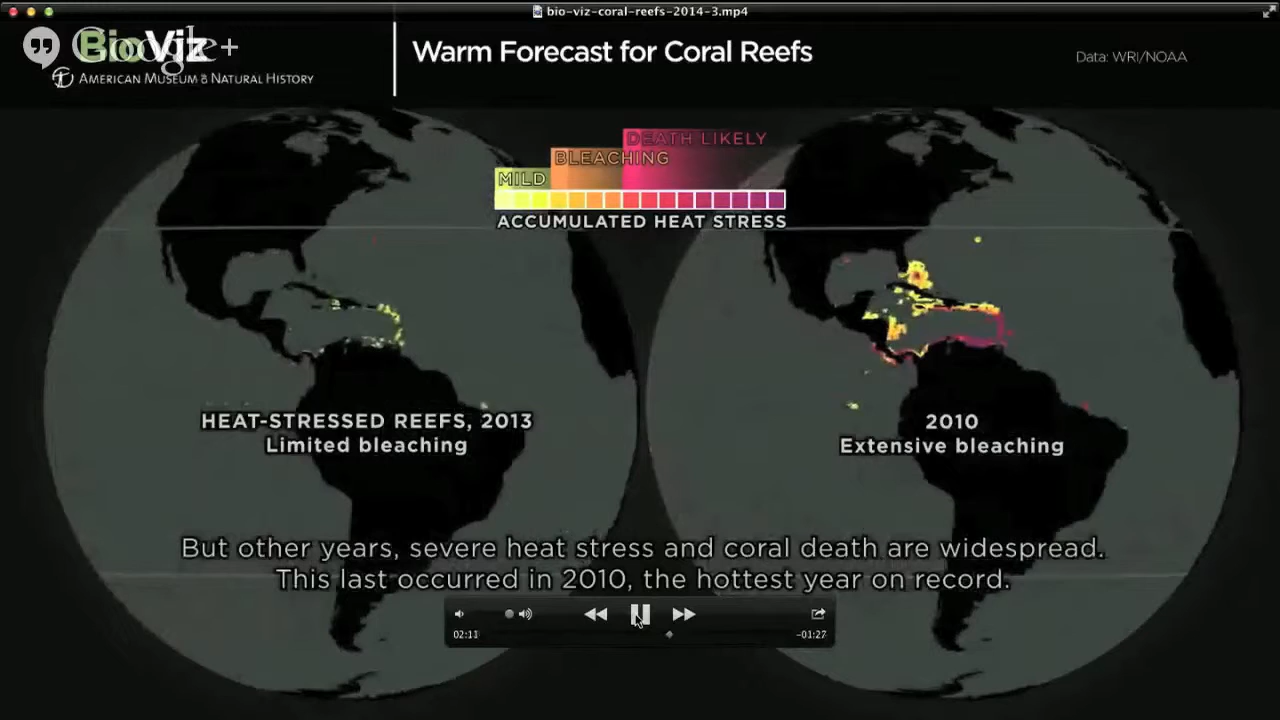 bio-viz-coral-reefs-2014-3.mp4
BioViz
Google+
AMERICAN MUSEUM & NATURAL HISTORY
Warm Forecast for Coral Reefs
Data: WRI/NOAA
DEATH LIKELY
BLEACHING
MILD
ACCUMULATED HEAT STRESS
HEAT-STRESSED REEFS, 2013
Limited bleaching
2010
Extensive bleaching
But other years, severe heat stress and coral death are widespread.
This last occurred in 2010, the hottest year on record.
02:11
-01:27